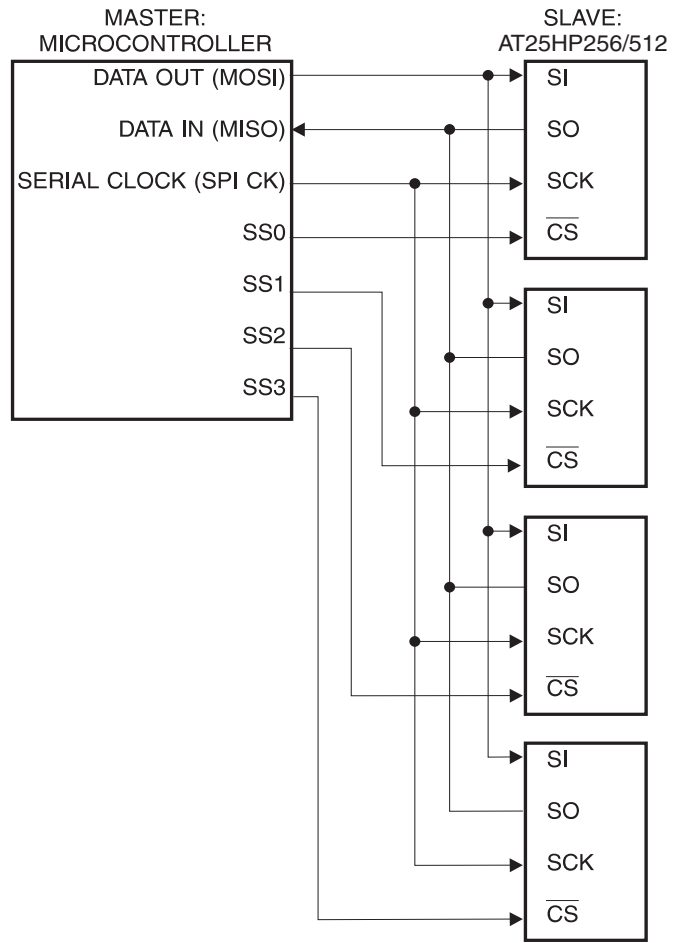 MASTER:
MICROCONTROLLER
DATA OUT (MOSI)
DATA IN (MISO)
SERIAL CLOCK (SPI CK)
SS0
SS1
SS2
SS3
SLAVE:
AT25HP256/512
SI
SO
SCK
CS
SI
SO
SCK
CS
SI
SO
SCK
CS
SI
SO
SCK
CS